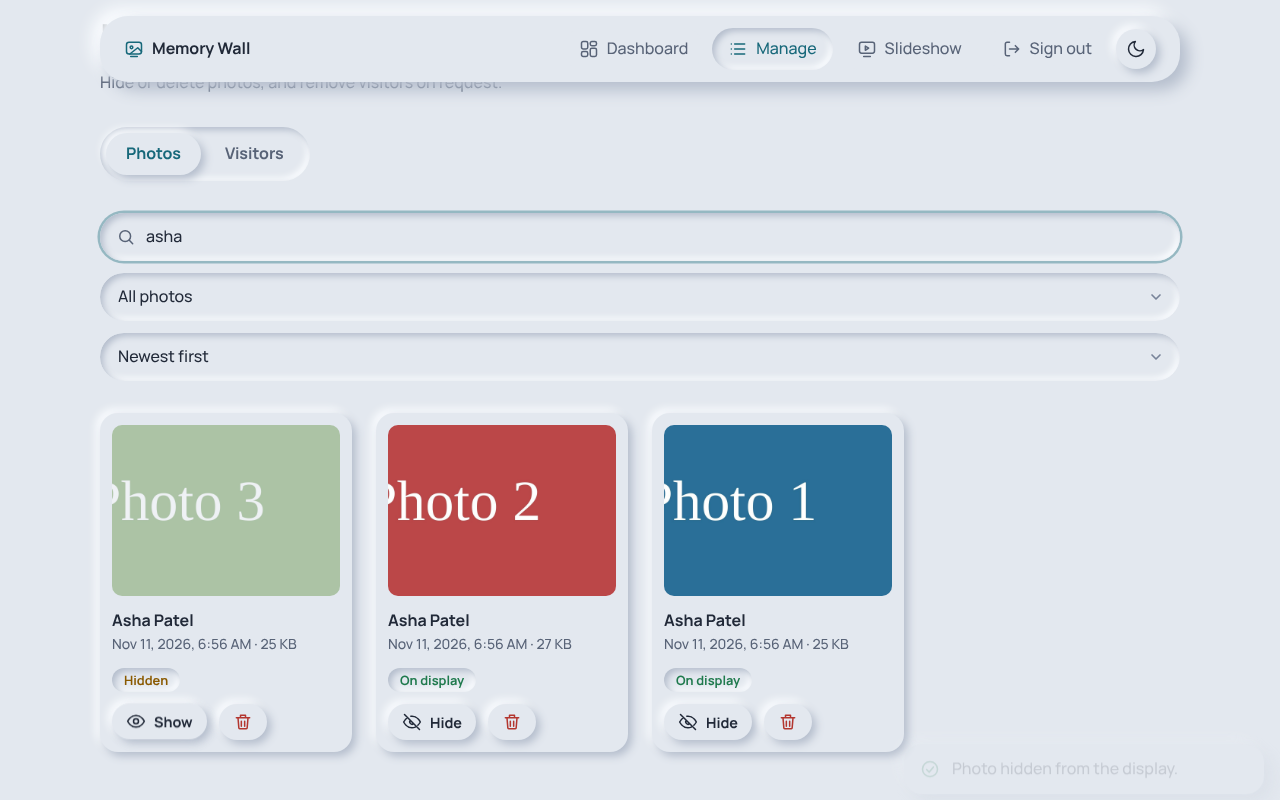 Memory Wall
Dashboard
Manage
Slideshow
Sign out
Hide or delete photos, and remove visitors on request.
Photos
Visitors
asha
All photos
Newest first
Photo 3
Photo 2
Photo 1
Asha Patel
Nov 11, 2026, 6:56 AM · 25 KB
Hidden
Show
Asha Patel
Nov 11, 2026, 6:56 AM · 27 KB
On display
Hide
Asha Patel
Nov 11, 2026, 6:56 AM · 25 KB
On display
Hide
Photo hidden from the display.